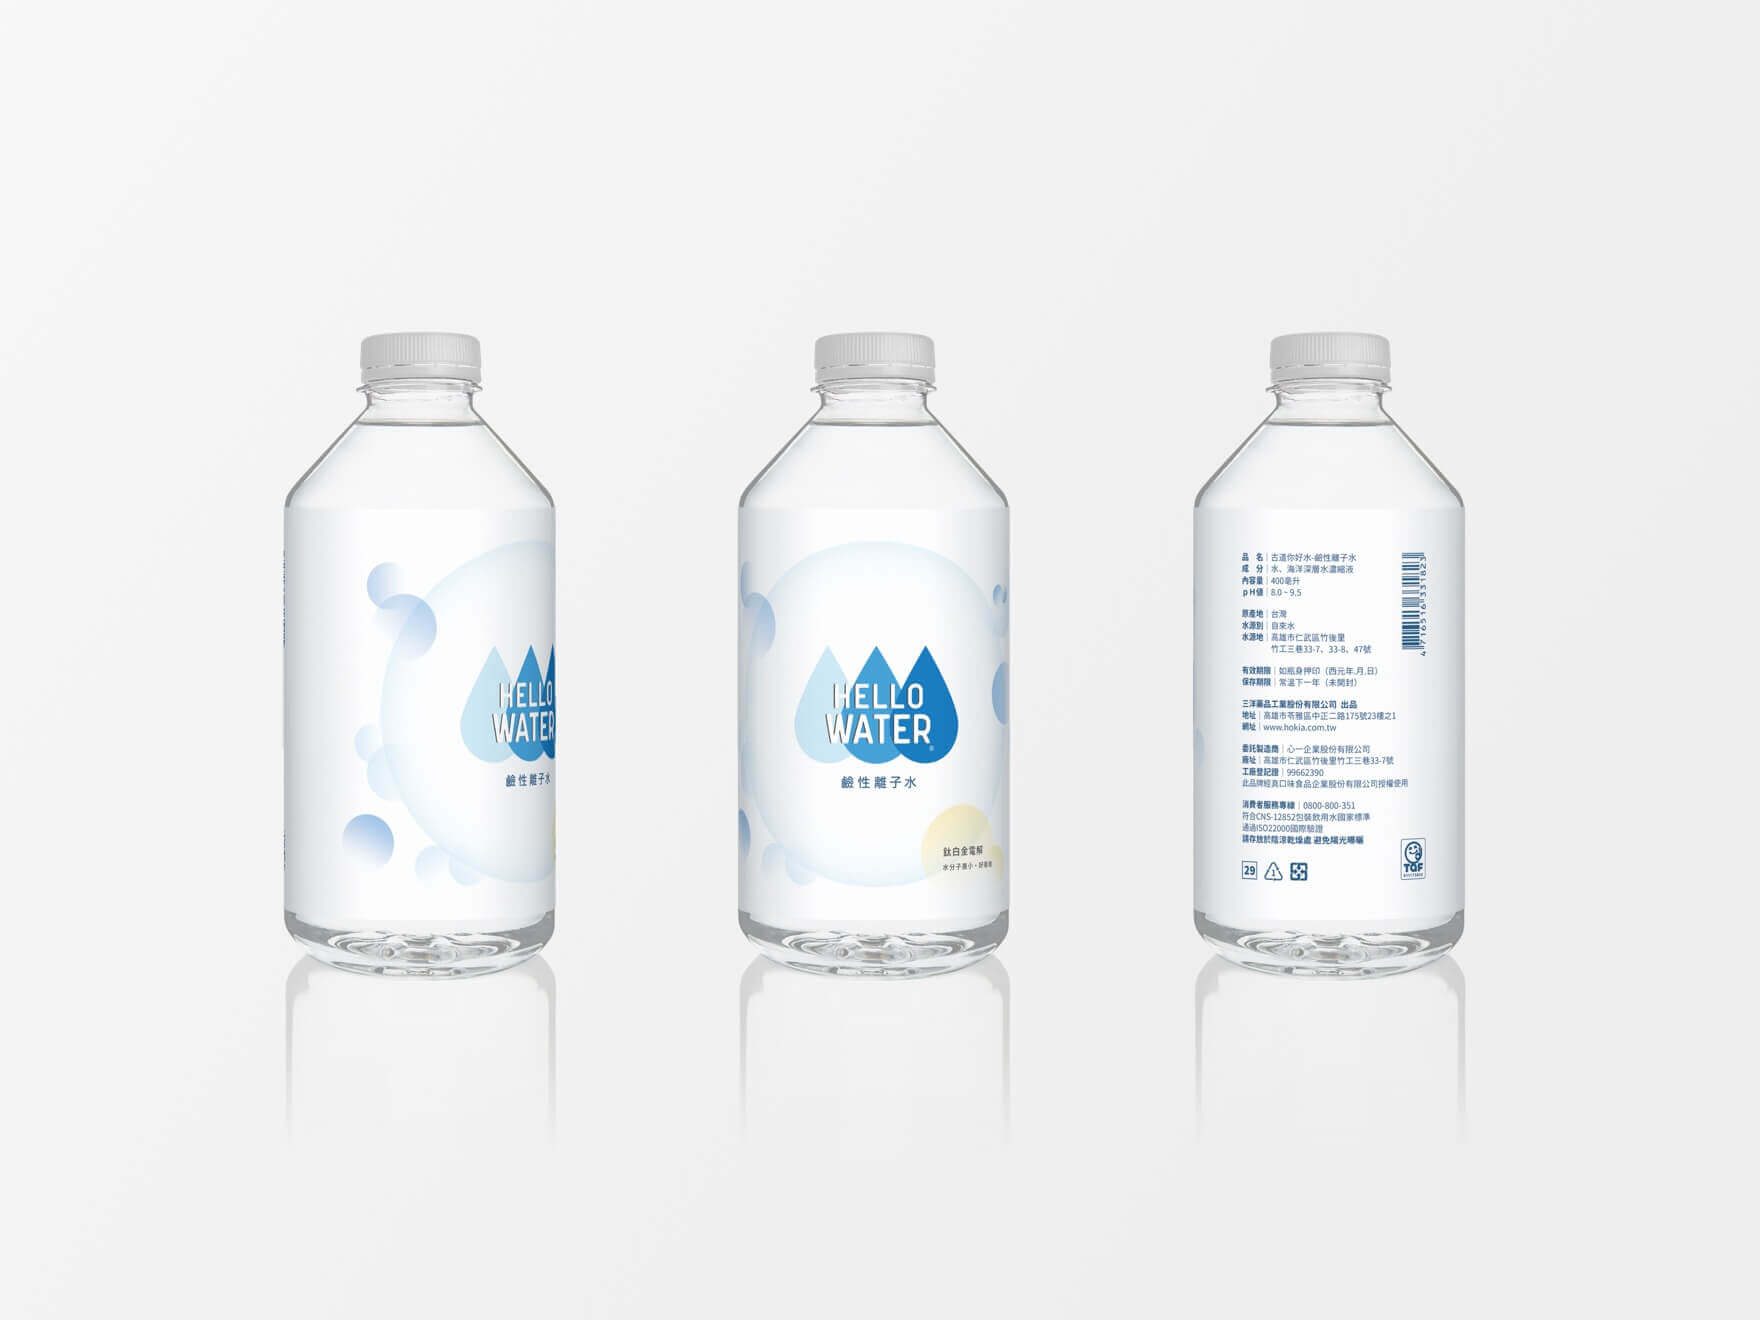 HELLO
WATER
鹼性離子水
HELLO
WATER®
鹼性離子水
鈦白金電解
品 名｜古道你好水-鹼性離子水
成 分｜水、海洋深層水濃縮液
內容量｜400毫升
pH值｜8.0~9.5
原產地｜台灣
水源別｜自來水
水源地｜高雄市仁武區竹後里
竹工三巷33-7、33-8、47號
有效期限｜如瓶身押印（西元年.月.日）
保存期限｜常溫下一年（未開封）
三洋藥品工業股份有限公司 出品
地址｜高雄市苓雅區中正二路175號23樓之1
網址｜www.hokia.com.tw
委託製造商｜心一企業股份有限公司
廠址｜高雄市仁武區竹後里竹工三巷33-7號
工廠登記證｜99662390
此品牌經真口味食品企業股份有限公司授權使用
消費者服務專線｜0800-800-351
符合CNS-12852包裝飲用水國家標準
通過ISO22000國際驗證
請存放於陰涼乾燥處 避免陽光曝曬
29
1
4 716516 331823
TQF